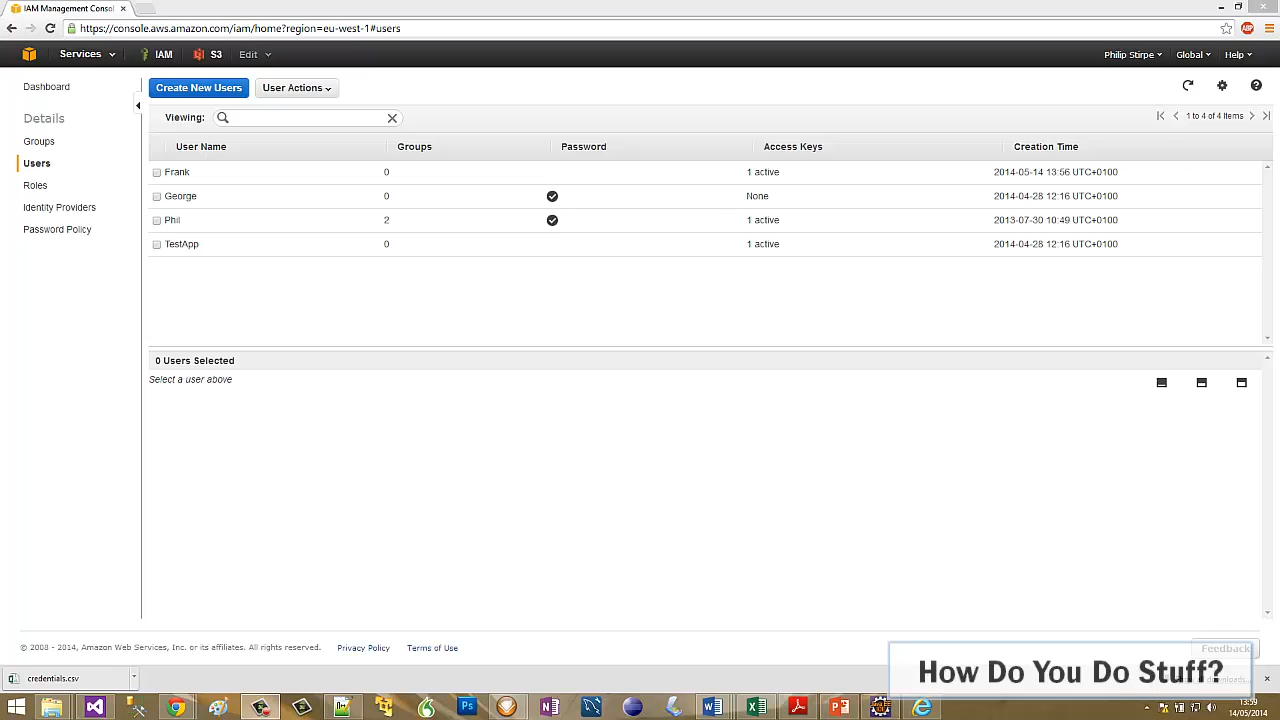 IAM Management Consol
https://console.aws.amazon.com/iam/home?region=eu-west-1#users
ABP
Services IAM S3 Edit Philip Stirpe Global Help
Dashboard
Details
Groups
Users
Roles
Identity Providers
Password Policy
Create New Users User Actions
Viewing: 1 to 4 of 4 Items
User Name Groups Password Access Keys Creation Time
Frank 0 1 active 2014-05-14 13:56 UTC+0100
George 0 None 2014-04-28 12:16 UTC+0100
Phil 2 1 active 2013-07-30 10:49 UTC+0100
TestApp 0 1 active 2014-04-28 12:16 UTC+0100
0 Users Selected
Select a user above
© 2008 - 2014, Amazon Web Services, Inc. or its affiliates. All rights reserved. Privacy Policy Terms of Use
Feedback
credentials.csv
How Do You Do Stuff?
downloads...
13:59
14/05/2014